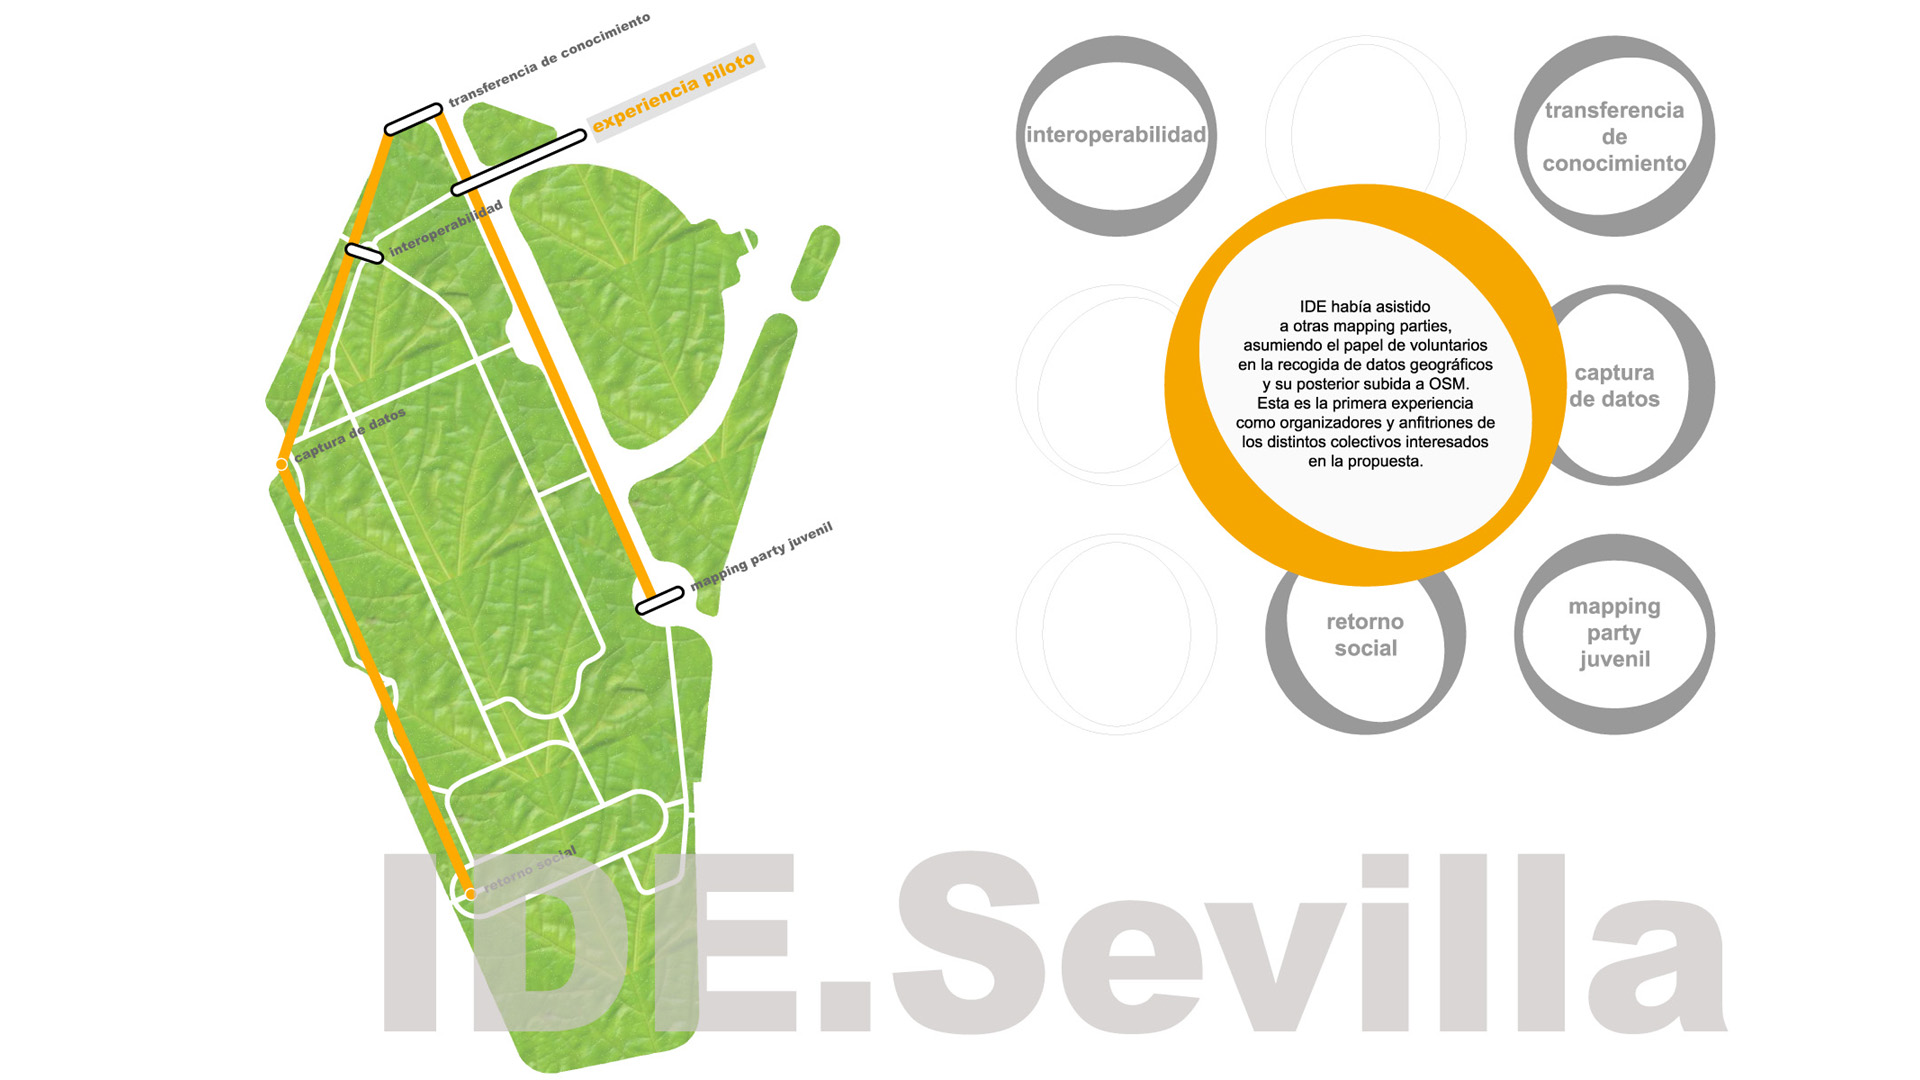 transferencia de conocimiento
experiencia piloto
interoperabilidad
captura de datos
mapping party juvenil
retorno social
interoperabilidad
transferencia
de
conocimiento
IDE había asistido
a otras mapping parties,
asumiendo el papel de voluntarios
en la recogida de datos geográficos
y su posterior subida a OSM.
Esta es la primera experiencia
como organizadores y anfitriones de
los distintos colectivos interesados
en la propuesta.
captura
de datos
retorno
social
mapping
party
juvenil
IDE.Sevilla